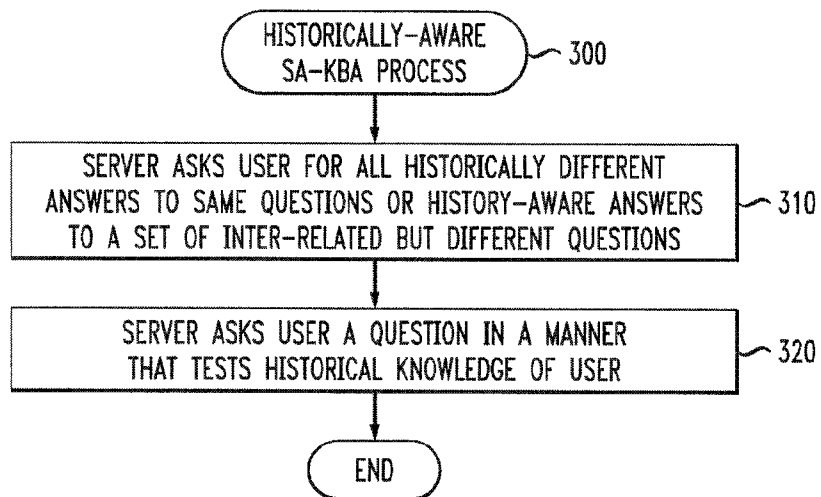 HISTORICALLY-AWARE
SA-KBA PROCESS
300
SERVER ASKS USER FOR ALL HISTORICALLY DIFFERENT
ANSWERS TO SAME QUESTIONS OR HISTORY-AWARE ANSWERS
TO A SET OF INTER-RELATED BUT DIFFERENT QUESTIONS
310
SERVER ASKS USER A QUESTION IN A MANNER
THAT TESTS HISTORICAL KNOWLEDGE OF USER
320
END